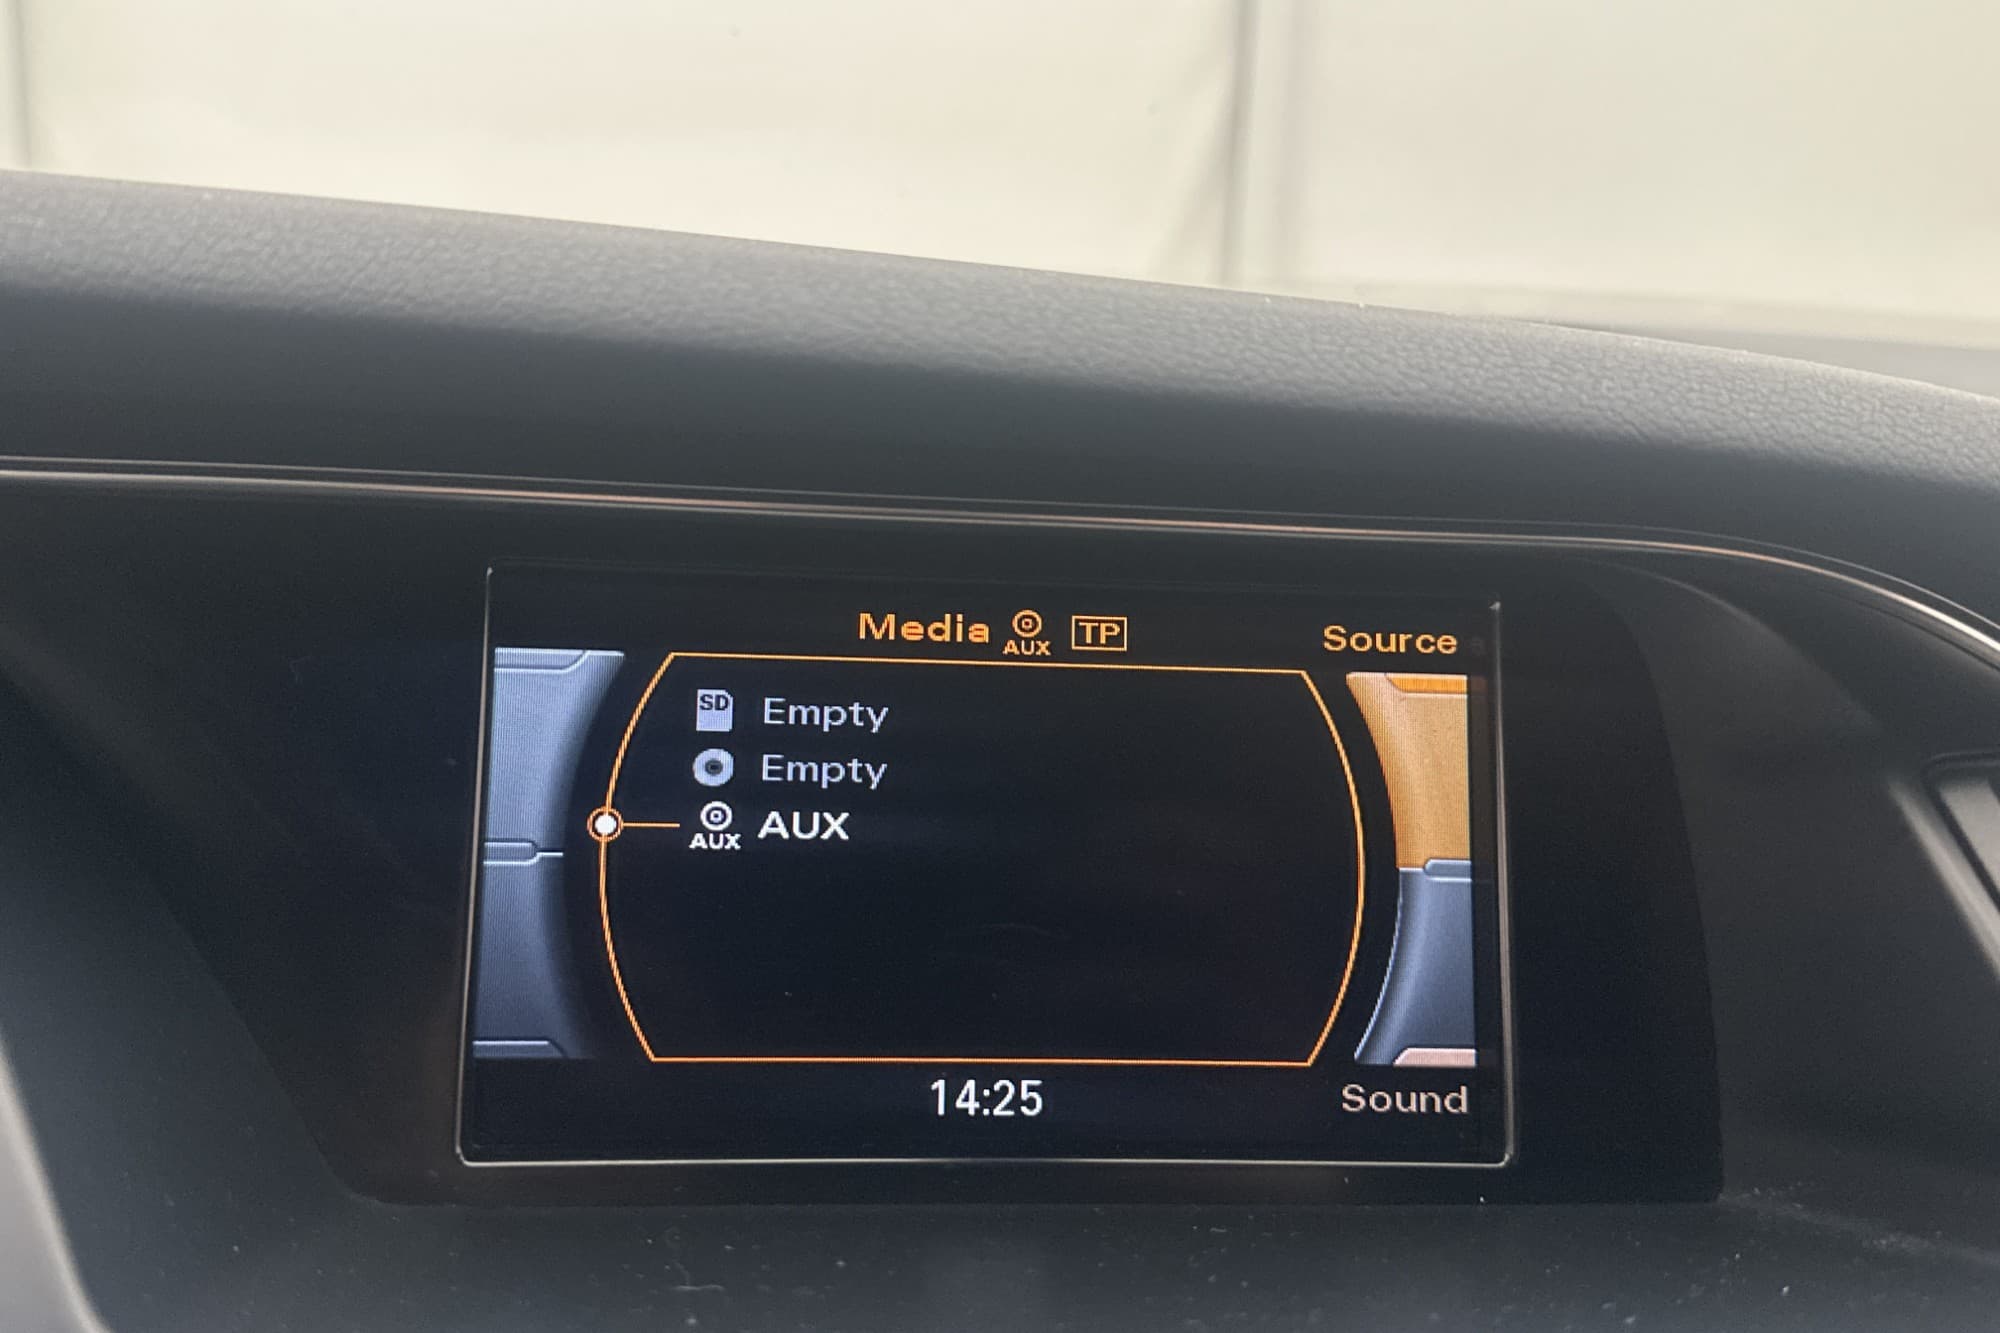 Media AUX TP
Source
SD Empty
Empty
AUX AUX
14:25
Sound